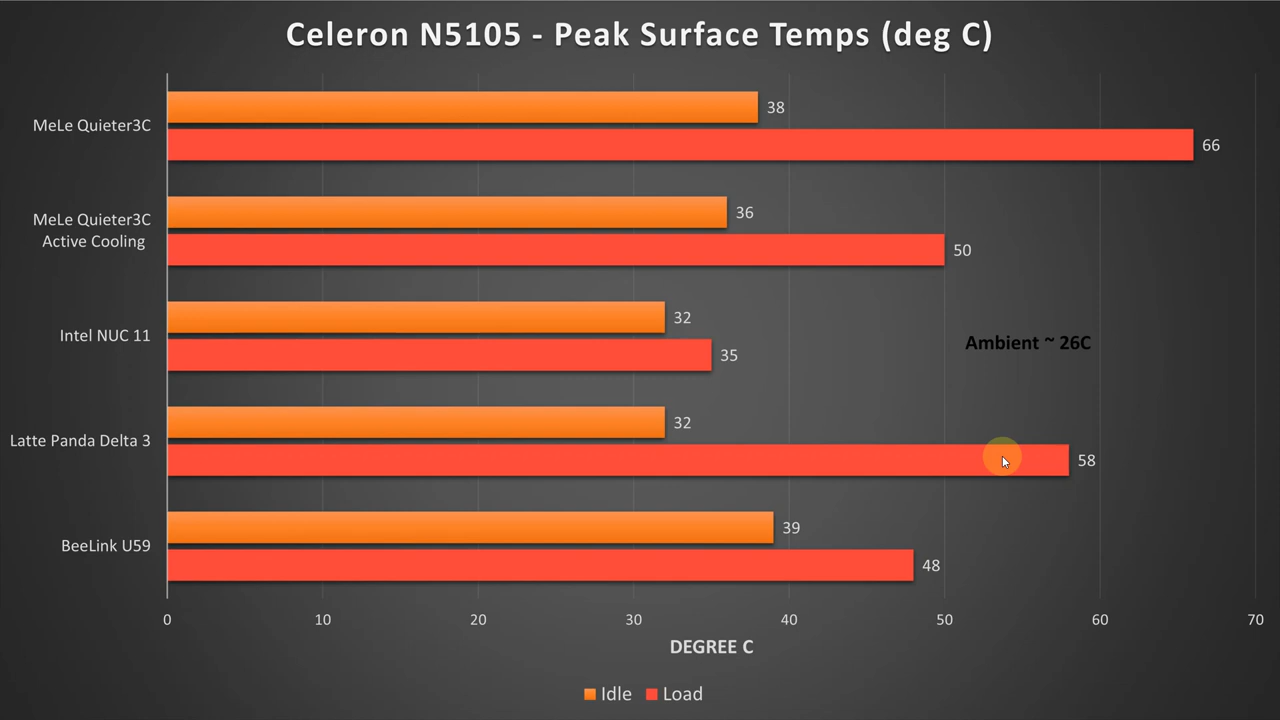 Celeron N5105 - Peak Surface Temps (deg C)
MeLe Quieter3C
38
66
MeLe Quieter3C
Active Cooling
36
50
Intel NUC 11
32
35
Ambient ~ 26C
Latte Panda Delta 3
32
58
BeeLink U59
39
48
0 10 20 30 40 50 60 70
DEGREE C
Idle Load